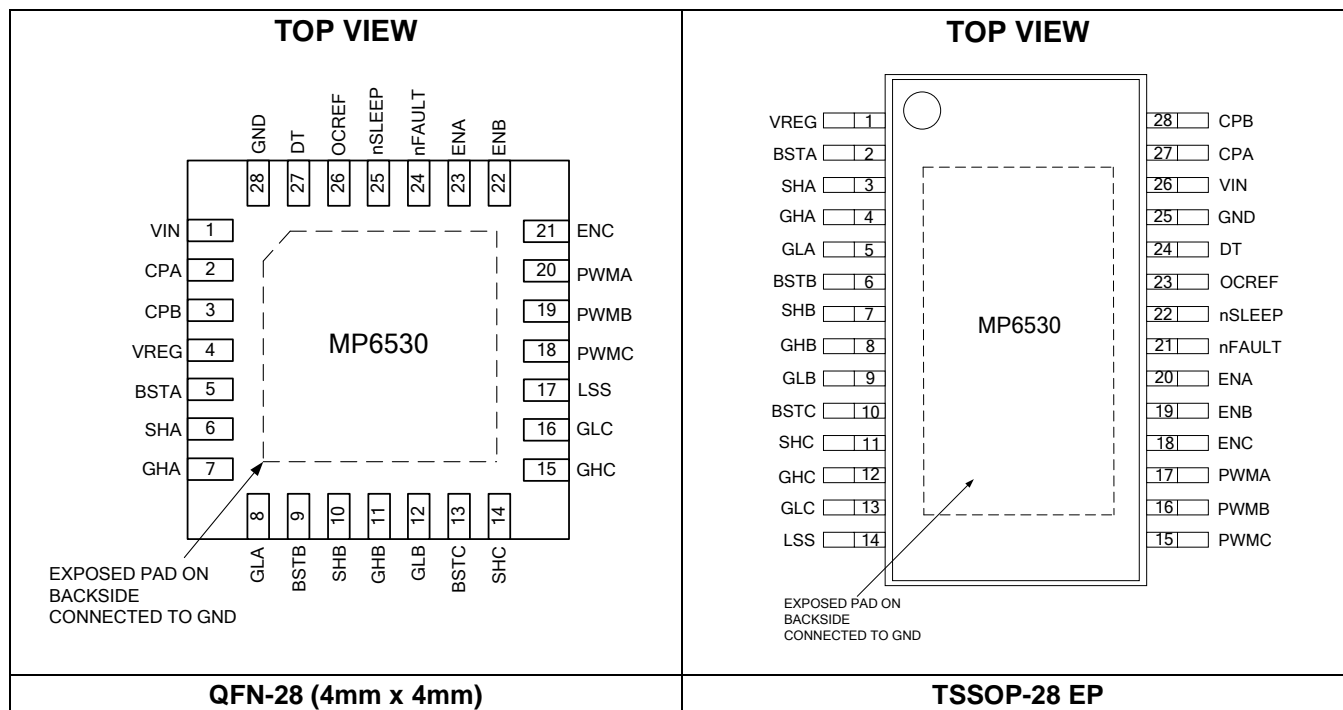 TOP VIEW
GND
DT
OCREF
nSLEEP
nFAULT
ENA
ENB
28
27
26
25
24
23
22
VIN 1
CPA 2
CPB 3
VREG 4
BSTA 5
SHA 6
GHA 7
21 ENC
20 PWMA
19 PWMB
18 PWMC
17 LSS
16 GLC
15 GHC
MP6530
8
9
10
11
12
13
14
GLA
BSTB
SHB
GHB
GLB
BSTC
SHC
EXPOSED PAD ON
BACKSIDE
CONNECTED TO GND
QFN-28 (4mm x 4mm)
TOP VIEW
VREG 1
BSTA 2
SHA 3
GHA 4
GLA 5
BSTB 6
SHB 7
GHB 8
GLB 9
BSTC 10
SHC 11
GHC 12
GLC 13
LSS 14
MP6530
28 CPB
27 CPA
26 VIN
25 GND
24 DT
23 OCREF
22 nSLEEP
21 nFAULT
20 ENA
19 ENB
18 ENC
17 PWMA
16 PWMB
15 PWMC
EXPOSED PAD ON
BACKSIDE
CONNECTED TO GND
TSSOP-28 EP